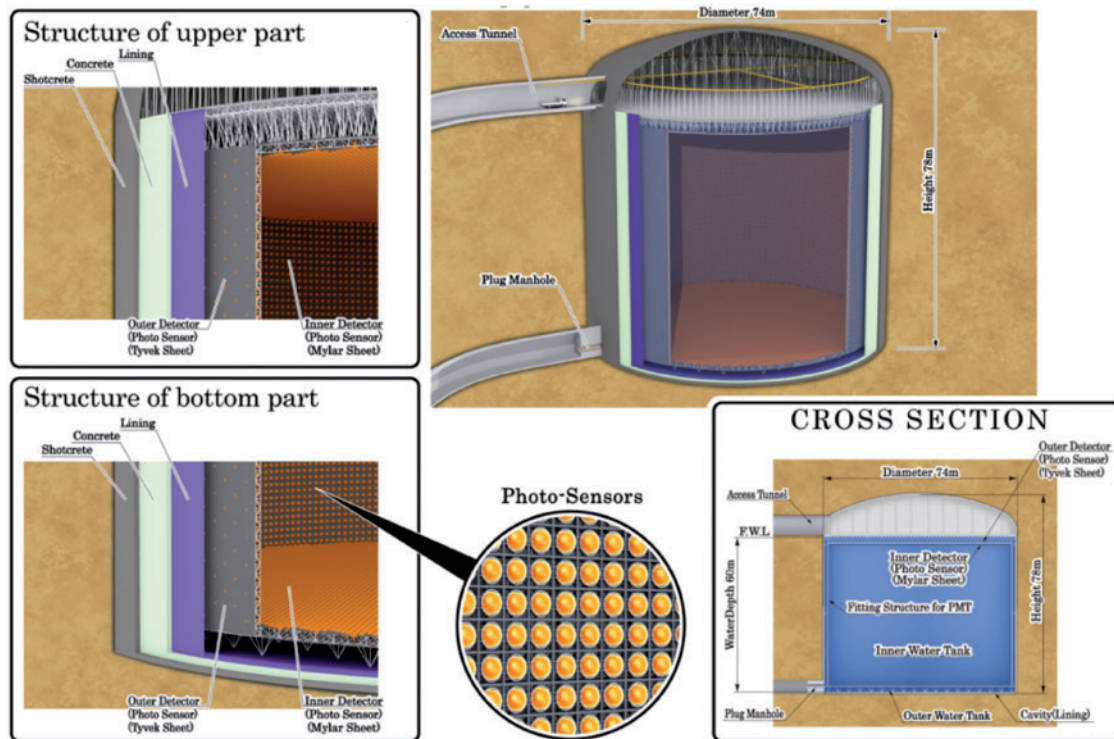 Structure of upper part
Lining
Concrete
Shotcrete
Outer Detector
(Photo Sensor)
(Tyvek Sheet)
Inner Detector
(Photo Sensor)
(Mylar Sheet)
Diameter 74m
Access Tunnel
Height 78m
Plug Manhole
Structure of bottom part
Lining
Concrete
Shotcrete
Outer Detector
(Photo Sensor)
(Tyvek Sheet)
Inner Detector
(Photo Sensor)
(Mylar Sheet)
Photo-Sensors
CROSS SECTION
Outer Detector
(Photo Sensor)
(Tyvek Sheet)
Diameter 74m
Access Tunnel
F.W.L
Inner Detector
(Photo Sensor)
(Mylar Sheet)
WaterDepth 60m
Height 78m
Fitting Structure for PMT
Inner Water Tank
Plug Manhole
Outer Water Tank
Cavity(Lining)